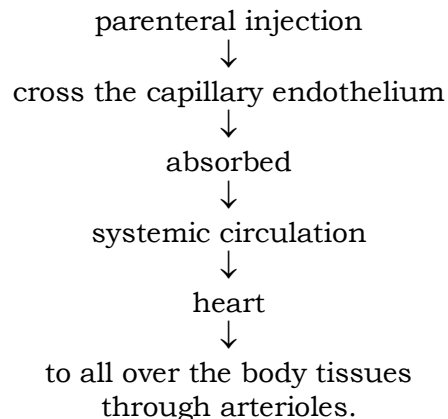 parenteral injection
↓
cross the capillary endothelium
↓
absorbed
↓
systemic circulation
↓
heart
↓
to all over the body tissues
through arterioles.